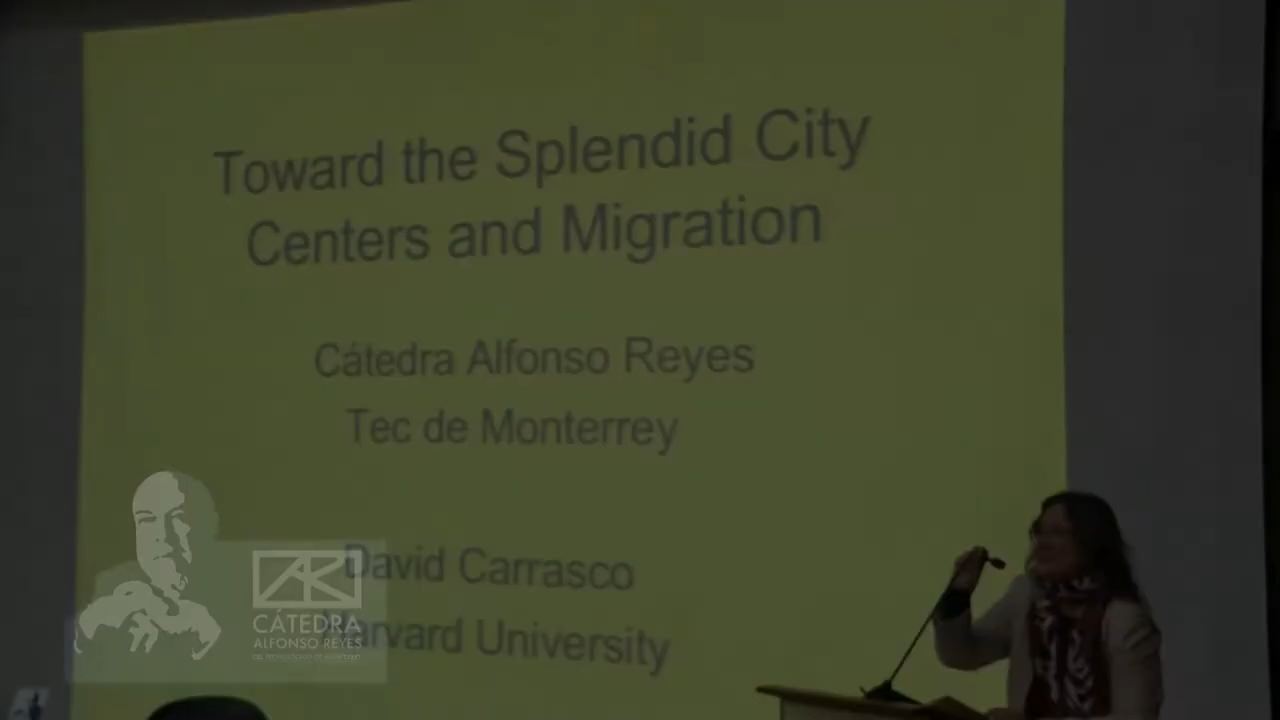 Toward the Splendid City
Centers and Migration
Cátedra Alfonso Reyes
Tec de Monterrey
David Carrasco
Harvard University
AR
CÁTEDRA
ALFONSO REYES